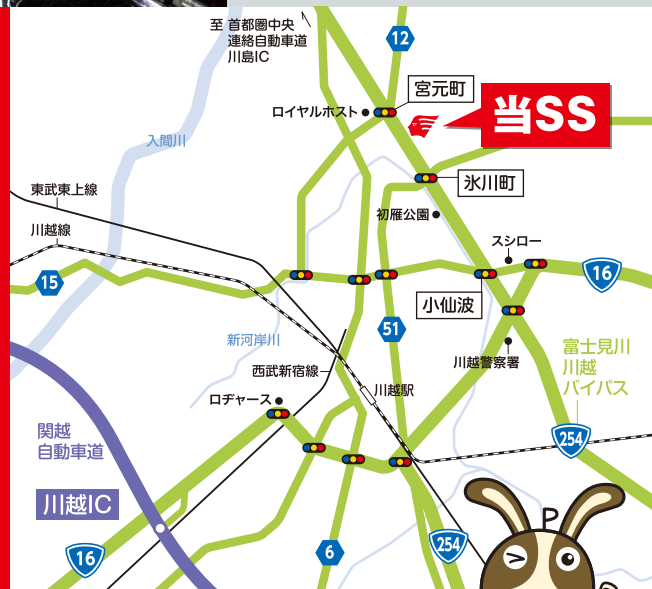 至 首都圏中央
連絡自動車道
川島IC
12
宮元町
ロイヤルホスト
当SS
入間川
氷川町
東武東上線
初雁公園
川越線
スシロー
15
16
小仙波
51
新河岸川
富士見川
川越
バイパス
西武新宿線
川越警察署
川越駅
ロヂャース
関越
自動車道
254
川越IC
P
16
6
254